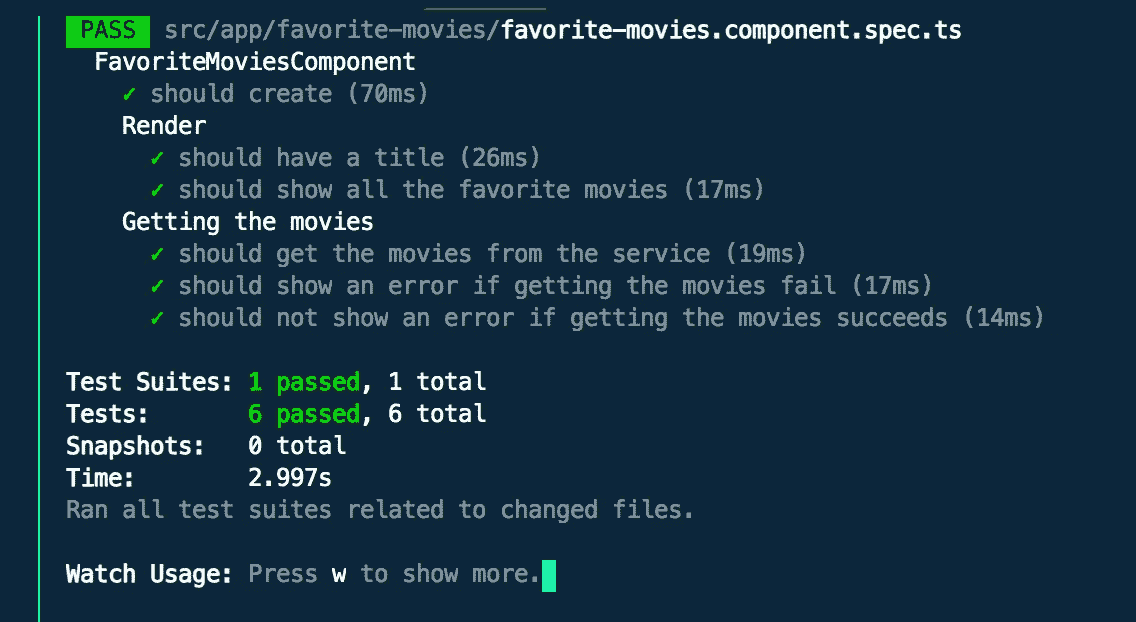 PASS src/app/favorite-movies/favorite-movies.component.spec.ts
FavoriteMoviesComponent
✓ should create (70ms)
Render
✓ should have a title (26ms)
✓ should show all the favorite movies (17ms)
Getting the movies
✓ should get the movies from the service (19ms)
✓ should show an error if getting the movies fail (17ms)
✓ should not show an error if getting the movies succeeds (14ms)
Test Suites: 1 passed, 1 total
Tests: 6 passed, 6 total
Snapshots: 0 total
Time: 2.997s
Ran all test suites related to changed files.
Watch Usage: Press w to show more.